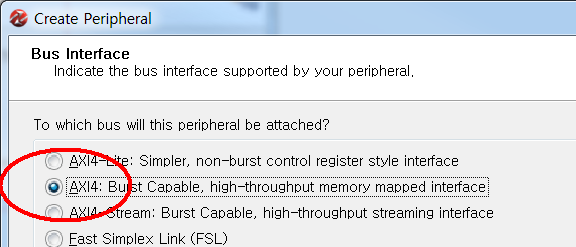 Create Peripheral
Bus Interface
Indicate the bus interface supported by your peripheral.
To which bus will this peripheral be attached?
AXI4-Lite: Simpler, non-burst control register style interface
AXI4: Burst Capable, high-throughput memory mapped interface
AXI4-Stream: Burst Capable, high-throughput streaming interface
Fast Simplex Link (FSL)